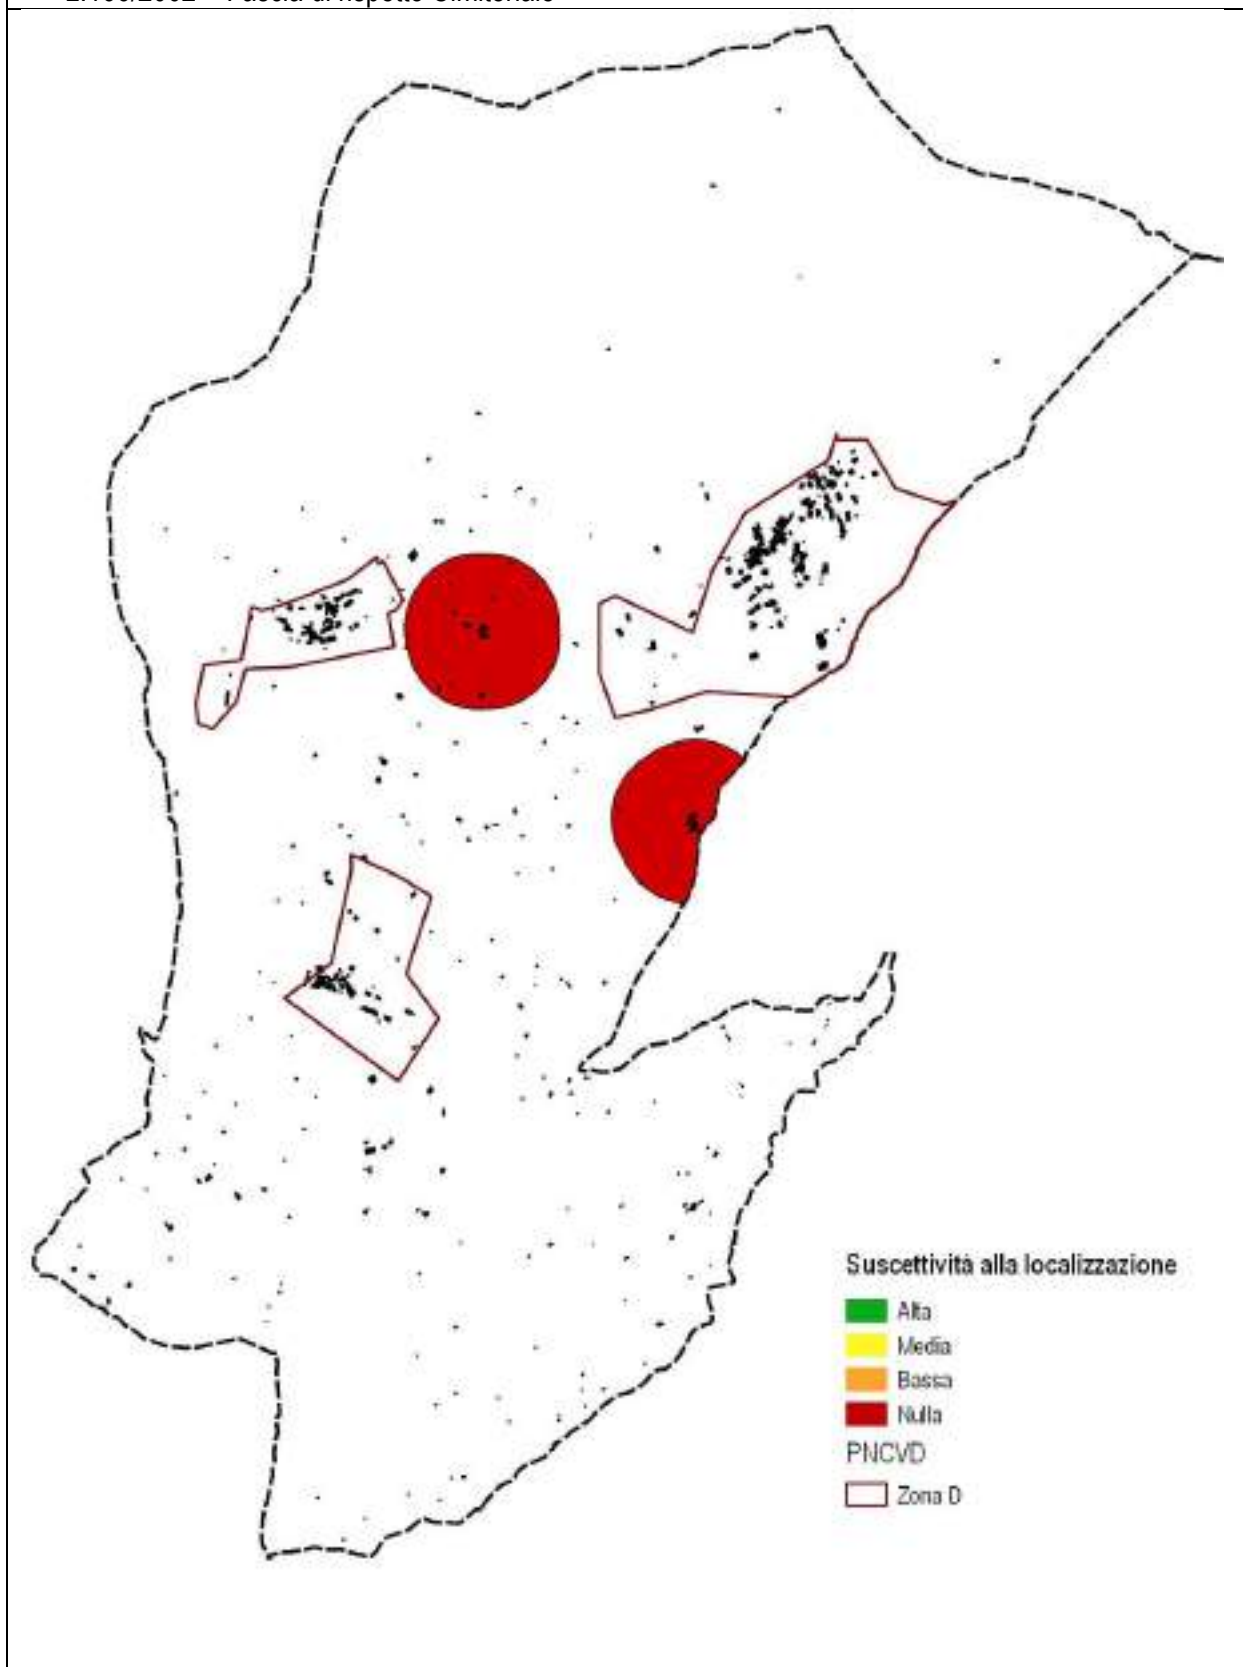 Suscettività alla localizzazione
Alta
Media
Bassa
Nulla
PNCVD
Zona D